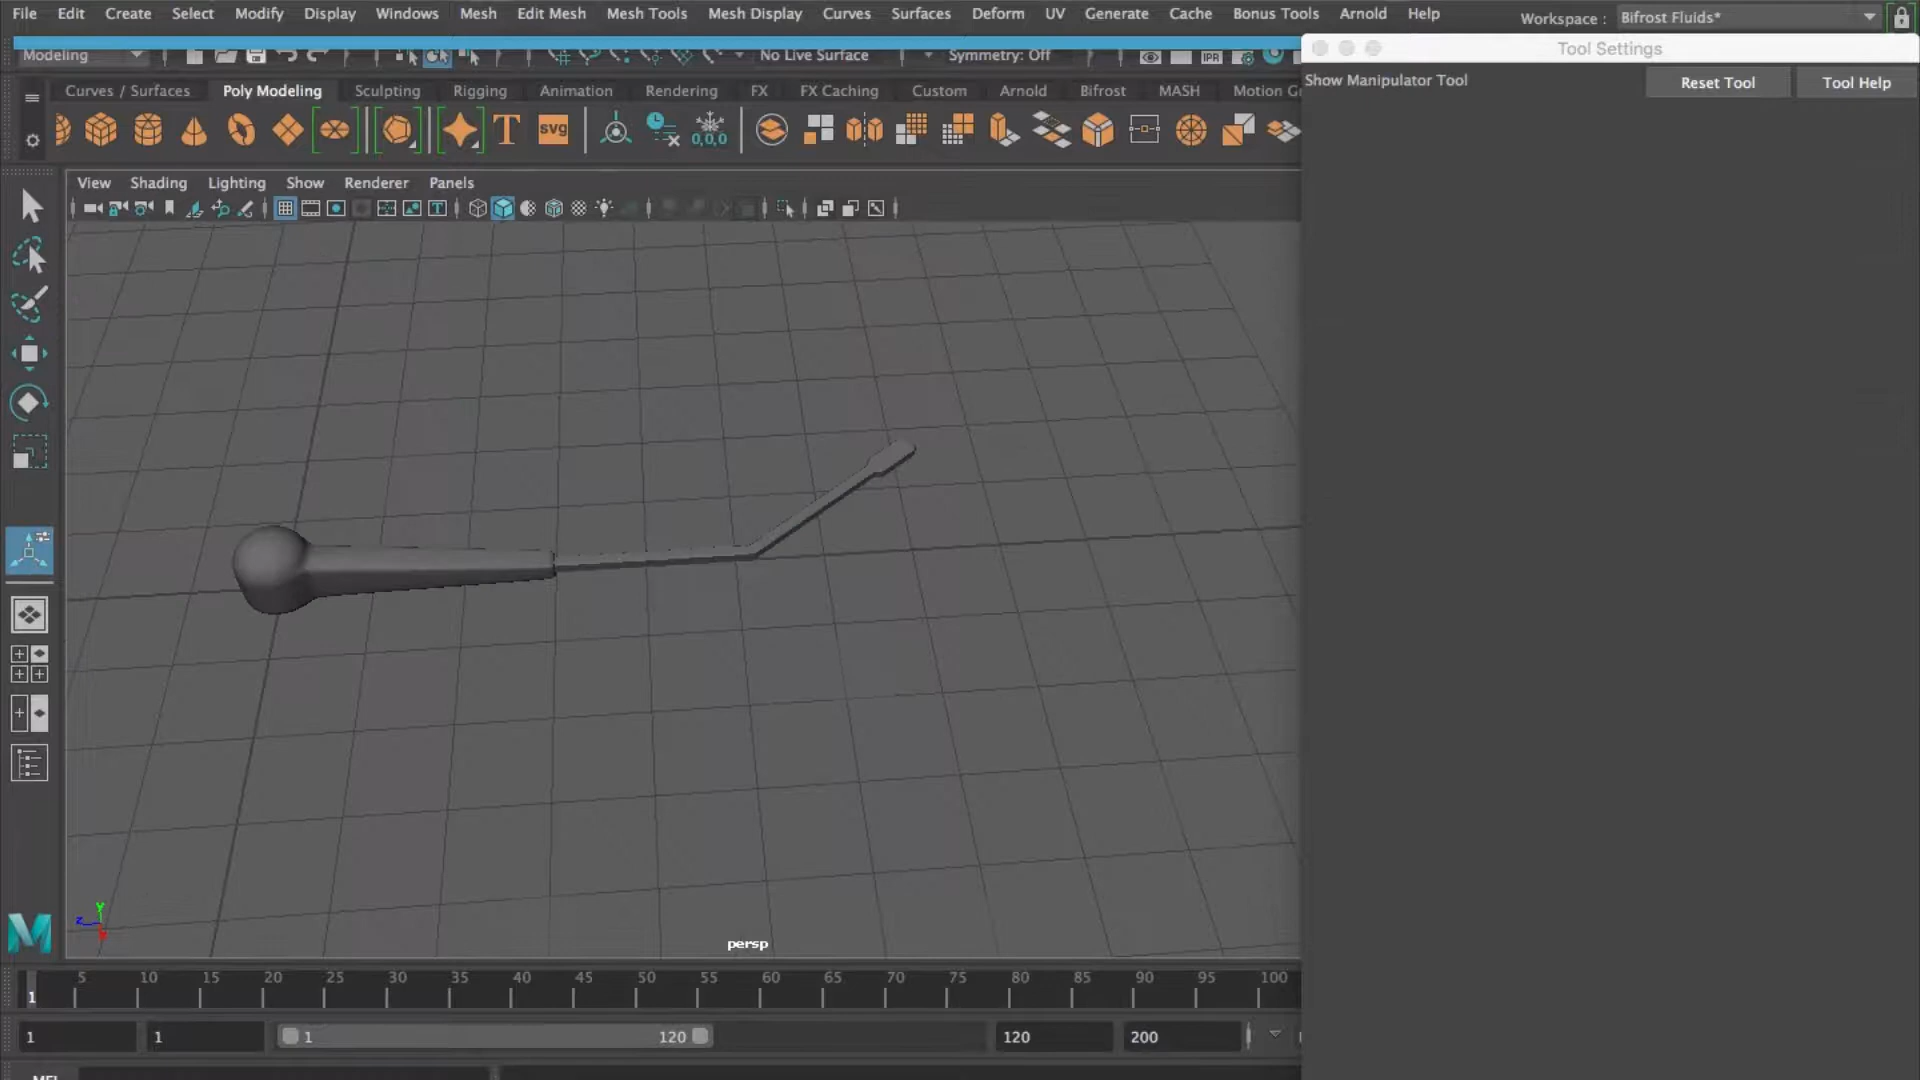 File Edit Create Select Modify Display Windows Mesh Edit Mesh Mesh Tools Mesh Display Curves Surfaces Deform UV Generate Cache Bonus Tools Arnold Help Workspace : Bifrost Fluids*
Modeling No Live Surface Symmetry: Off IPR
Tool Settings
Show Manipulator Tool Reset Tool Tool Help
Curves / Surfaces Poly Modeling Sculpting Rigging Animation Rendering FX FX Caching Custom Arnold Bifrost MASH Motion
T SVG 0,0,0
View Shading Lighting Show Renderer Panels
T
Y
Z
persp
M
5 10 15 20 25 30 35 40 45 50 55 60 65 70 75 80 85 90 95 100
1
1 1 1 120 120 200
MEL